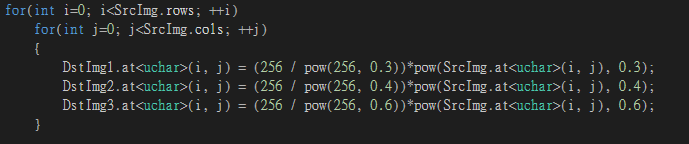 for(int i=0; i<SrcImg.rows; ++i)
for(int j=0; j<SrcImg.cols; ++j)
{
DstImg1.at<uchar>(i, j) = (256 / pow(256, 0.3))*pow(SrcImg.at<uchar>(i, j), 0.3);
DstImg2.at<uchar>(i, j) = (256 / pow(256, 0.4))*pow(SrcImg.at<uchar>(i, j), 0.4);
DstImg3.at<uchar>(i, j) = (256 / pow(256, 0.6))*pow(SrcImg.at<uchar>(i, j), 0.6);
}